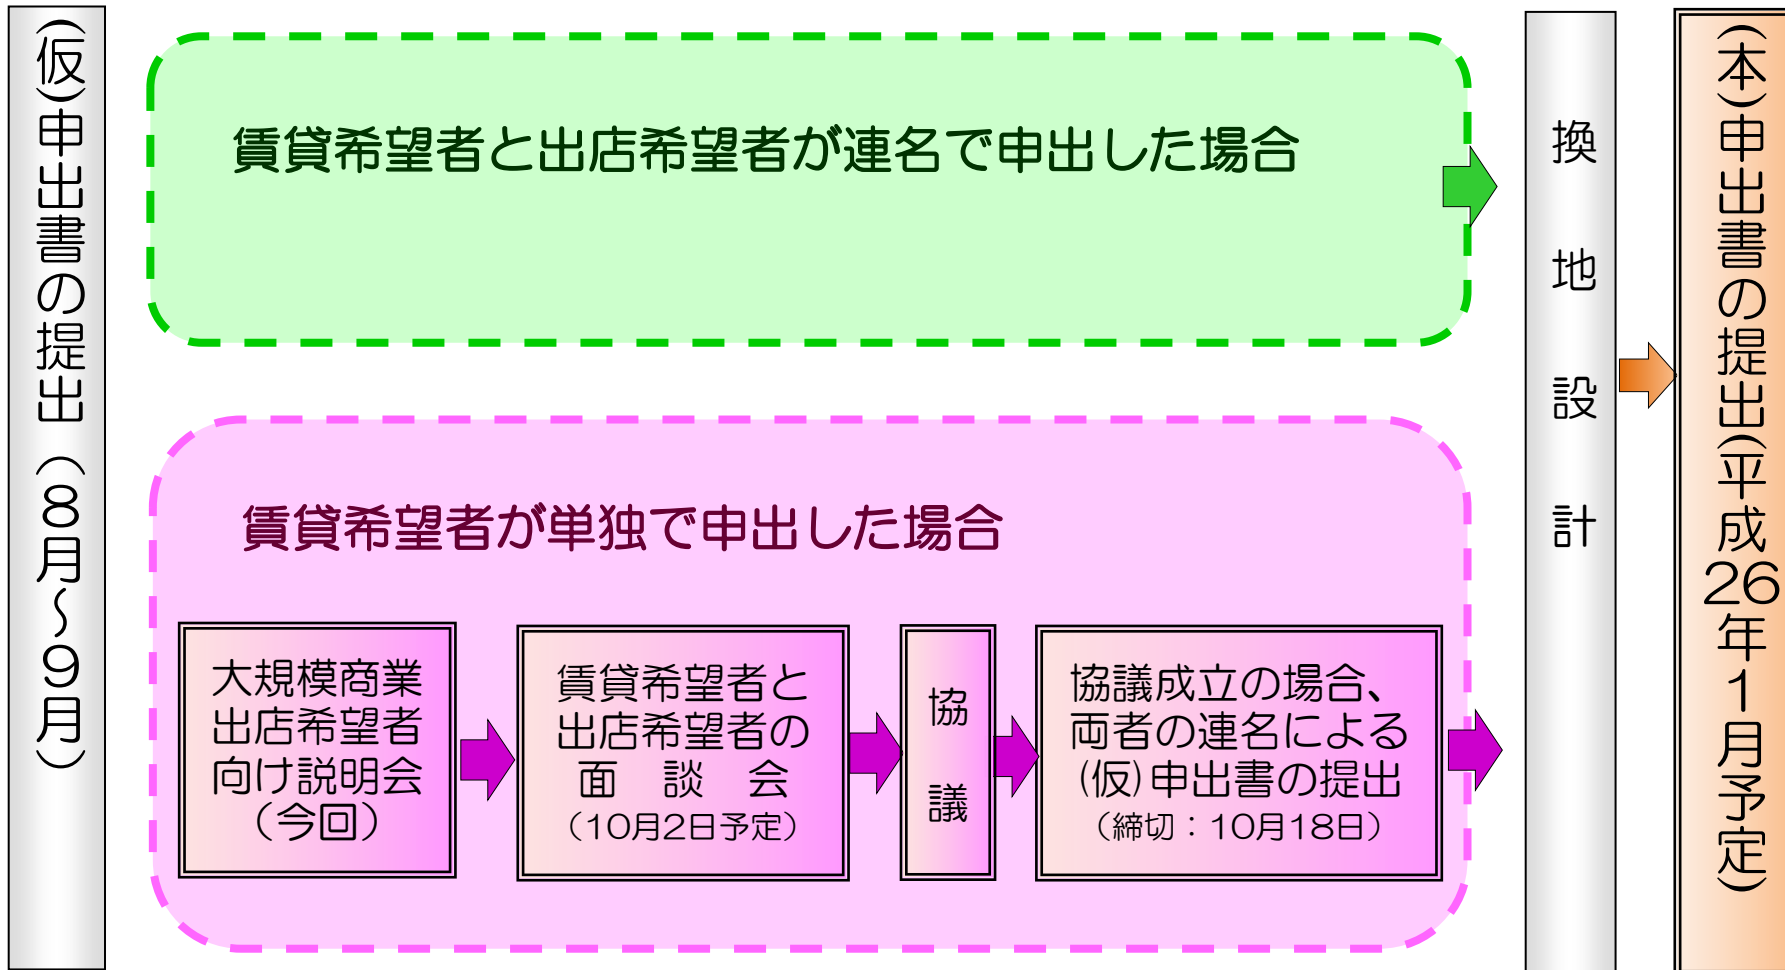 (仮)申出書の提出（8月～9月）
賃貸希望者と出店希望者が連名で申出した場合
賃貸希望者が単独で申出した場合
大規模商業
出店希望者
向け説明会
（今回）
賃貸希望者と
出店希望者の
面　談　会
（10月2日予定）
協議
協議成立の場合、
両者の連名による
(仮)申出書の提出
（締切：10月18日）
換地設計
(本)申出書の提出(平成26年1月予定)